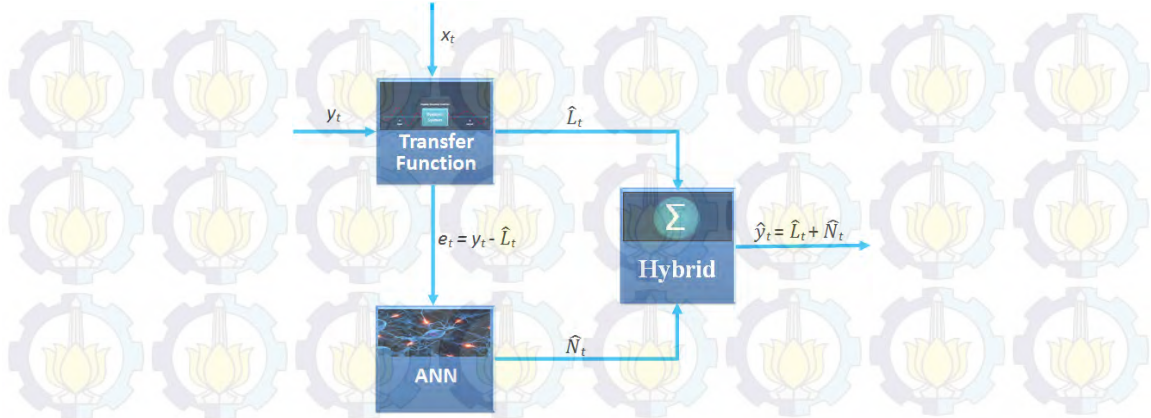 x_t
y_t
Transfer
Function
L̂_t
e_t = y_t - L̂_t
Σ
Hybrid
ŷ_t = L̂_t + N̂_t
ANN
N̂_t